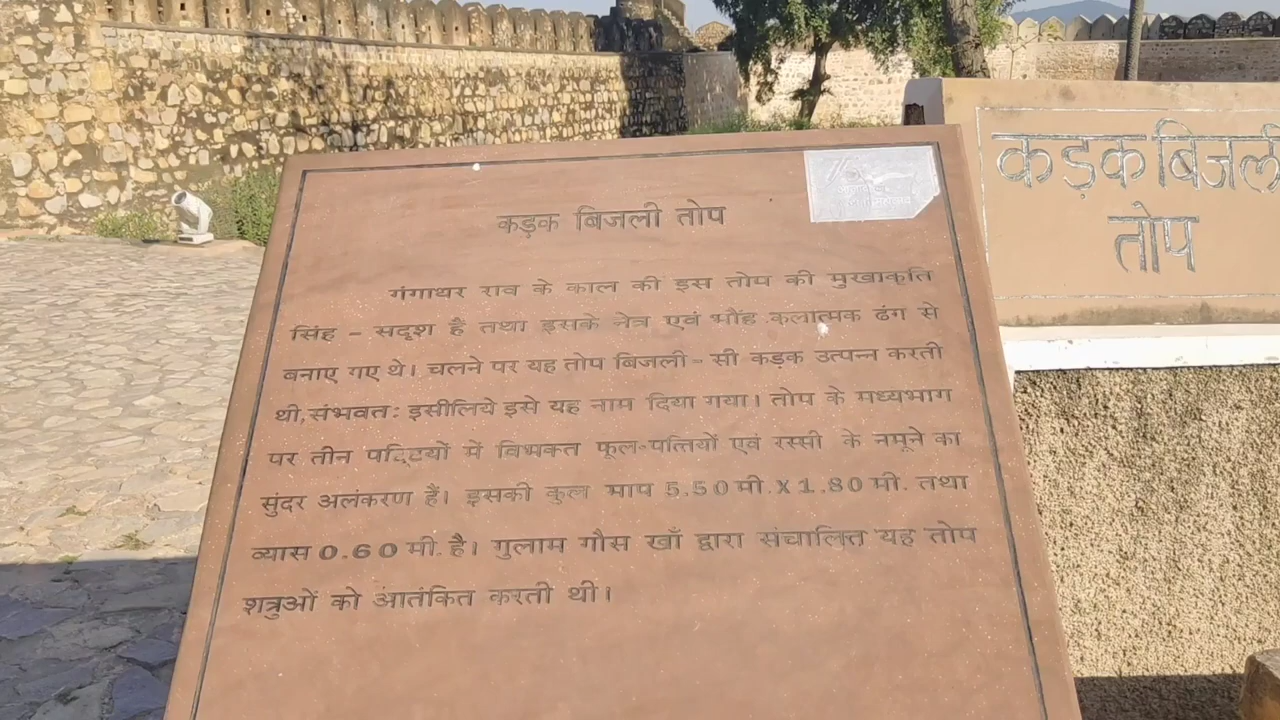 कड़क बिजली तोप
गंगाधर राव के काल की इस तोप की मुखाकृति
सिंह - सदृश है तथा इसके नेत्र एवं भौंह कलात्मक ढंग से
बनाए गए थे। चलने पर यह तोप बिजली - सी कड़क उत्पन्न करती
थी, संभवत: इसीलिये इसे यह नाम दिया गया। तोप के मध्यभाग
पर तीन पट्टियों में विभक्त फूल-पत्तियों एवं रस्सी के नमूने का
सुंदर अलंकरण है। इसकी कुल माप 5.50 मी. X 1.80 मी. तथा
व्यास 0.60 मी. है। गुलाम गौस खाँ द्वारा संचालित यह तोप
शत्रुओं को आतंकित करती थी।
कड़क बिजली
तोप